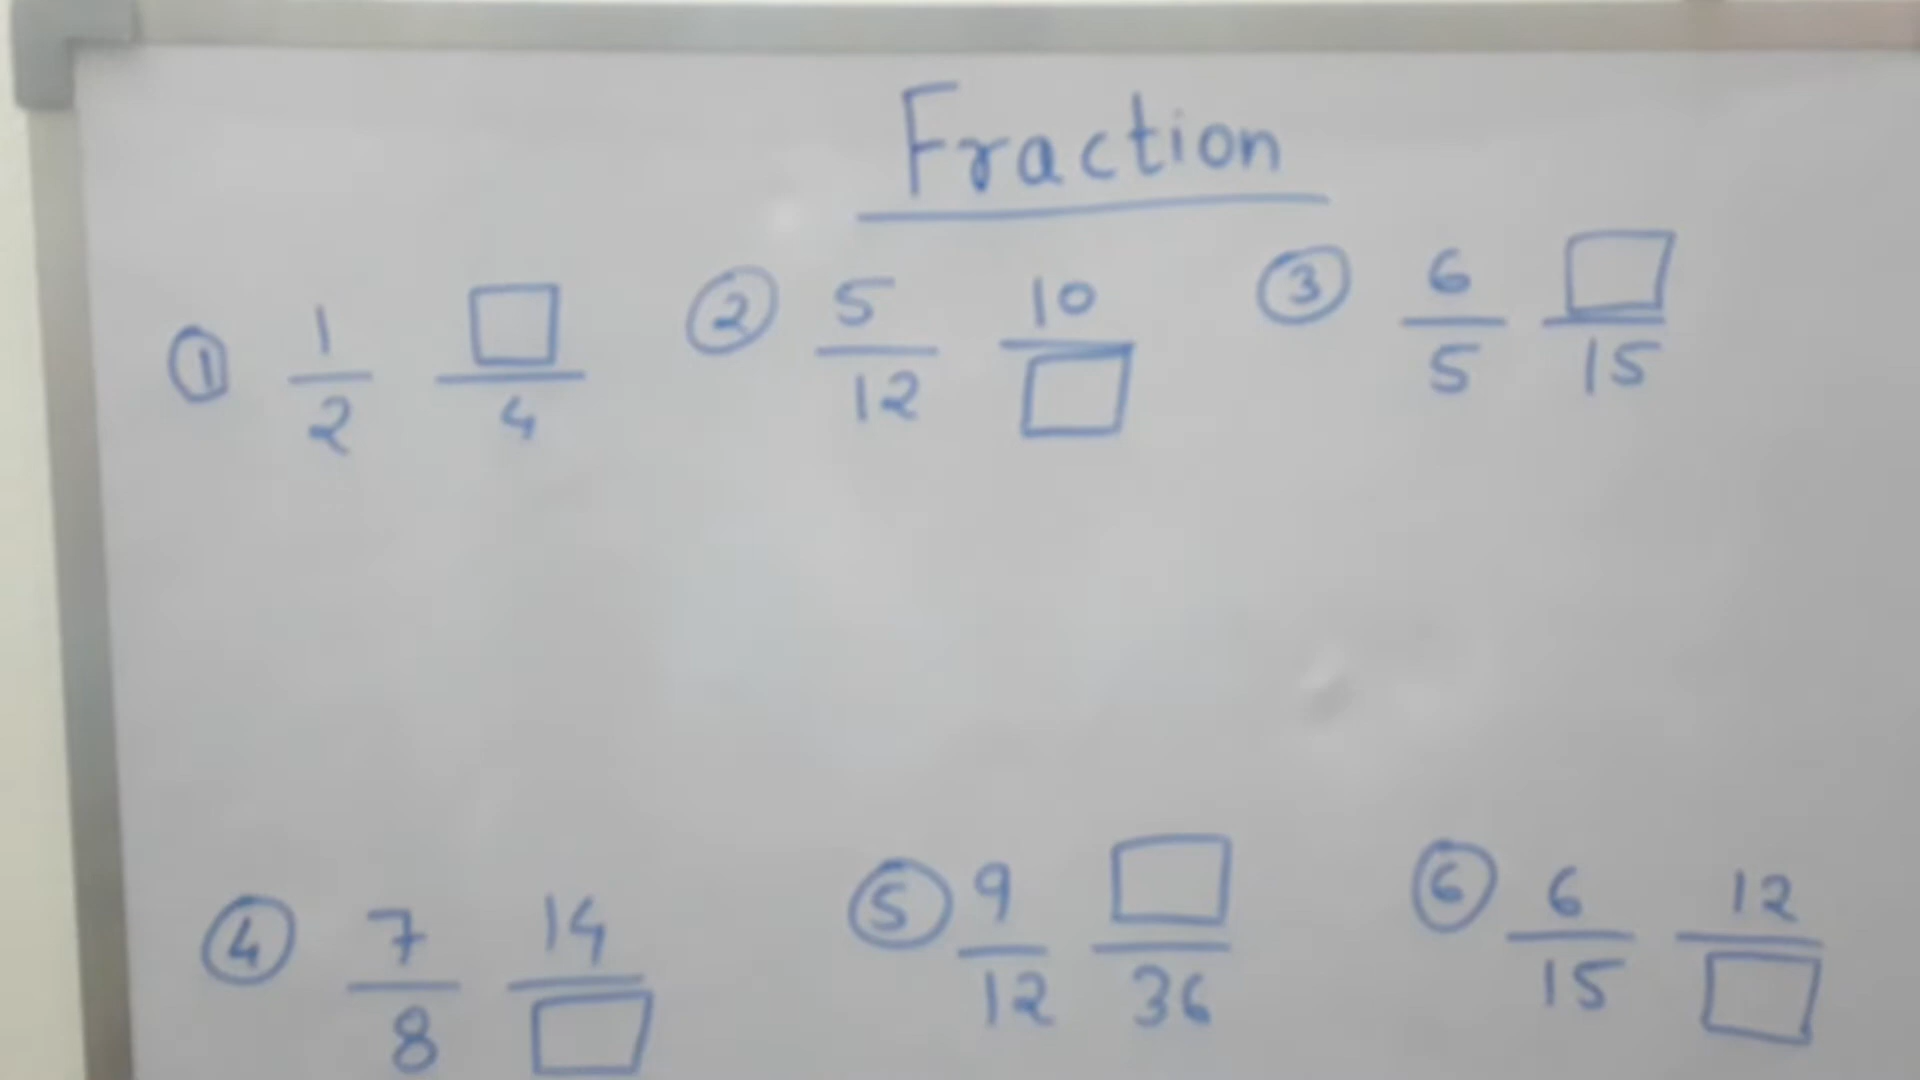 Fraction
① 1/2 □/4 ② 5/12 10/□ ③ 6/5 □/15
④ 7/8 14/□ ⑤ 9/12 □/36 ⑥ 6/15 12/□